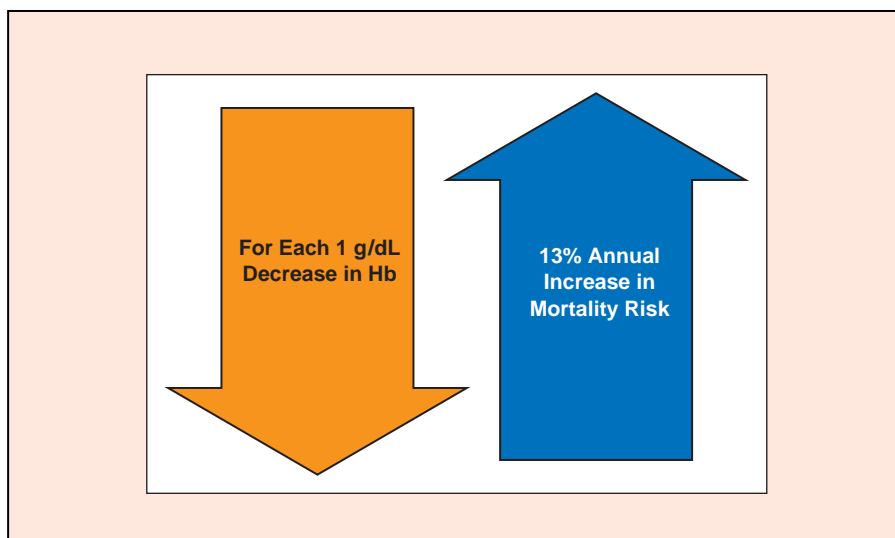 For Each 1 g/dL
Decrease in Hb
13% Annual
Increase in
Mortality Risk